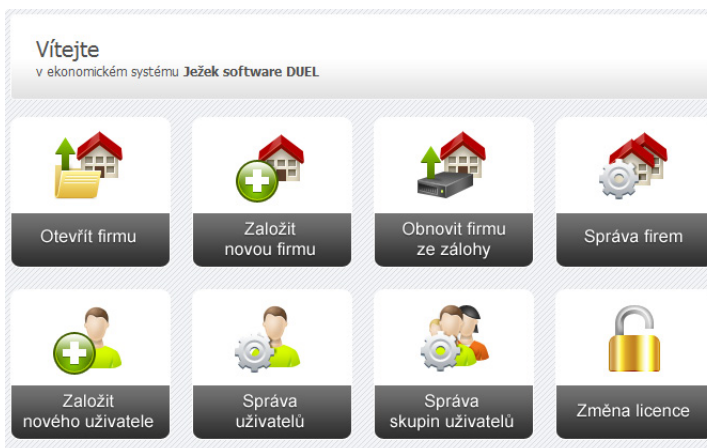 Vítejte
v ekonomickém systému Ježek software DUEL
Otevřít firmu
Založit
novou firmu
Obnovit firmu
ze zálohy
Správa firem
Založit
nového uživatele
Správa
uživatelů
Správa
skupin uživatelů
Změna licence